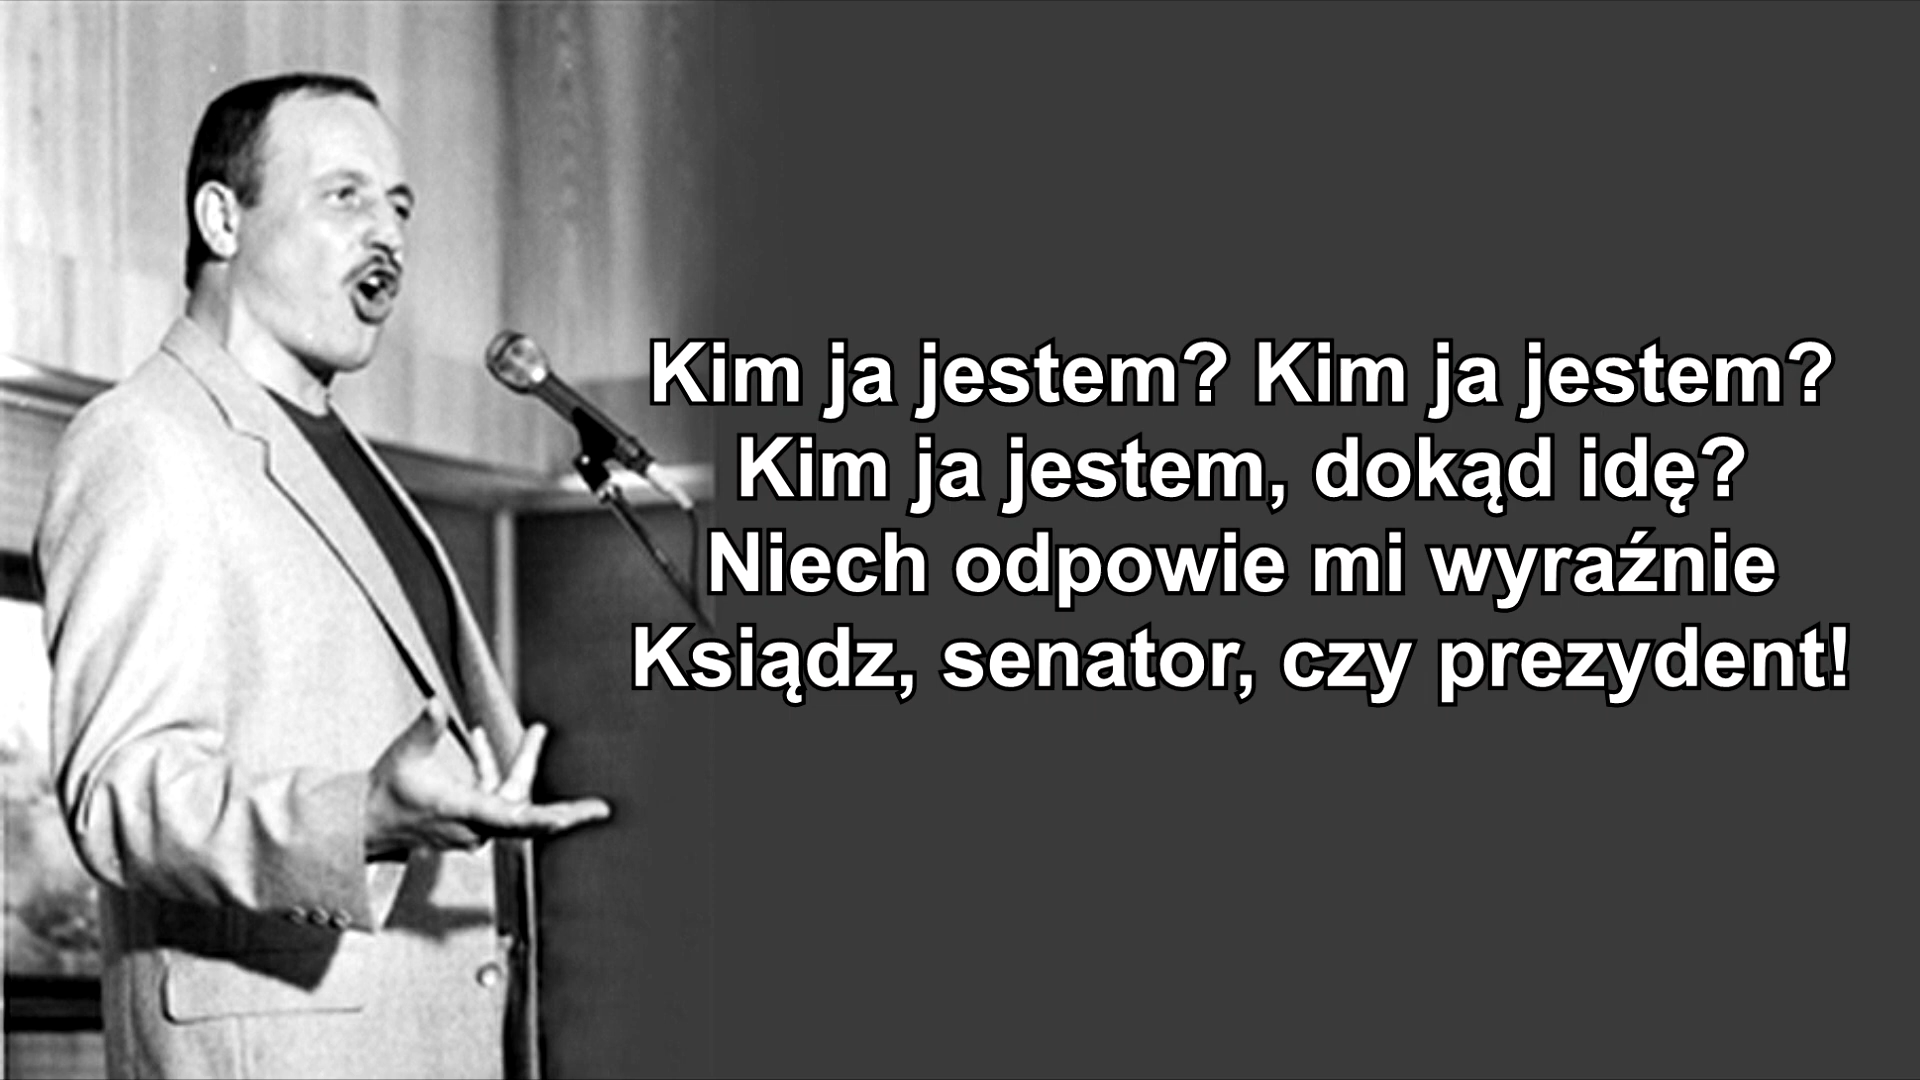 Kim ja jestem? Kim ja jestem?
Kim ja jestem, dokąd idę?
Niech odpowie mi wyraźnie
Ksiądz, senator, czy prezydent!